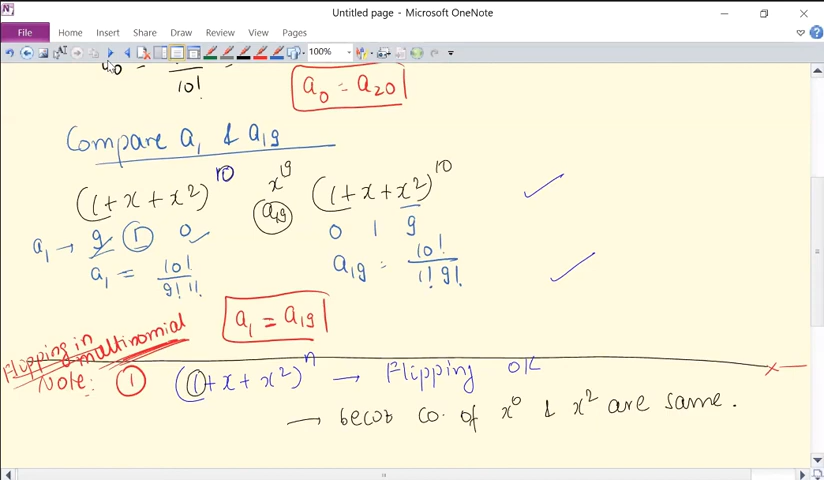 Untitled page - Microsoft OneNote
File Home Insert Share Draw Review View
100%
a0 =
10!
a0 = a20
Compare a1 & a19
(1+x+x2)10 x19 (1+x+x2)10
a19
a1 → 9 1 0 0 1 9
a1 = 10! / 9! 1! a19 = 10! / 1! 9!
a1 = a19
Flipping in multinomial
Note: 1 (1+x+x2)n → Flipping OK
→ becoz co. of x0 & x2 are same.